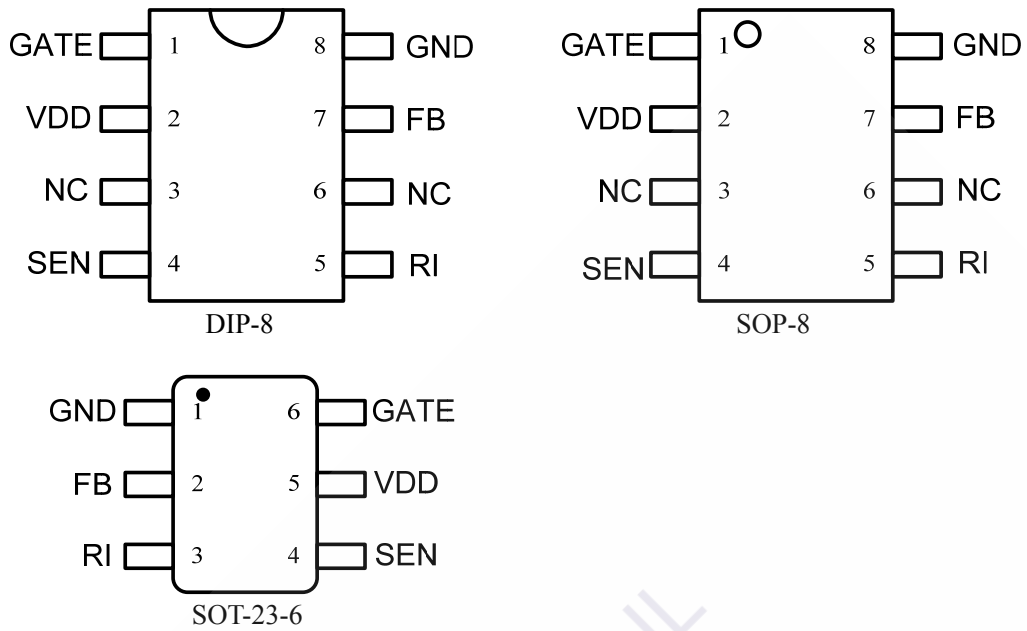 GATE 1 8 GND GATE 1 8 GND
VDD 2 7 FB VDD 2 7 FB
NC 3 6 NC NC 3 6 NC
SEN 4 5 RI SEN 4 5 RI
DIP-8 SOP-8
GND 1 6 GATE
FB 2 5 VDD
RI 3 4 SEN
SOT-23-6